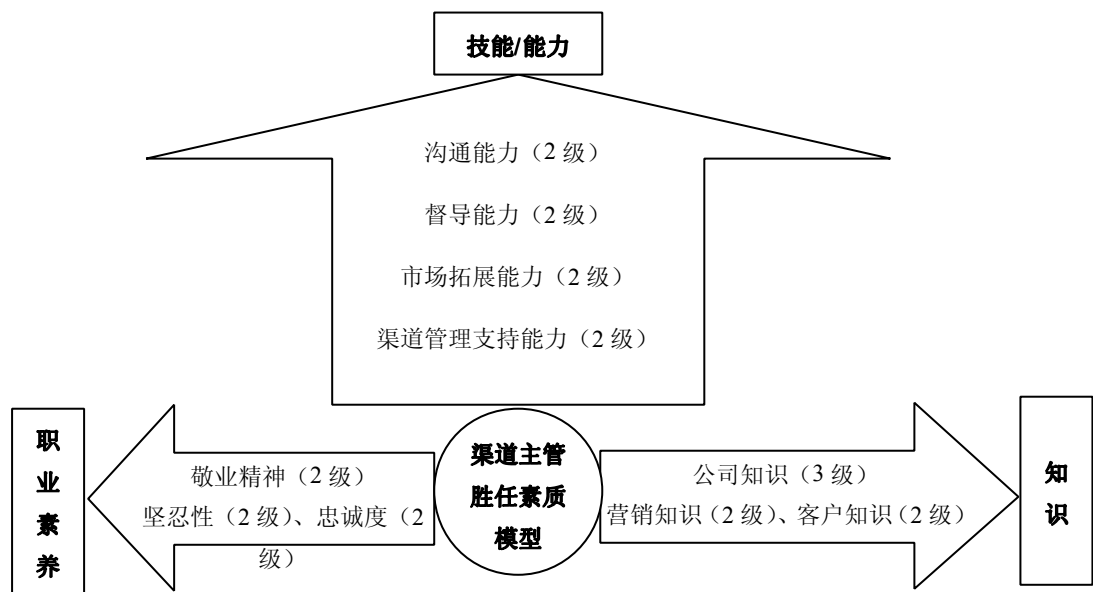 技能/能力
沟通能力（2 级）
督导能力（2 级）
市场拓展能力（2 级）
渠道管理支持能力（2 级）
职
业
素
养
敬业精神（2 级）
坚忍性（2 级）、忠诚度（2
级）
渠道主管
胜任素质
模型
公司知识（3 级）
营销知识（2 级）、客户知识（2 级）
知
识